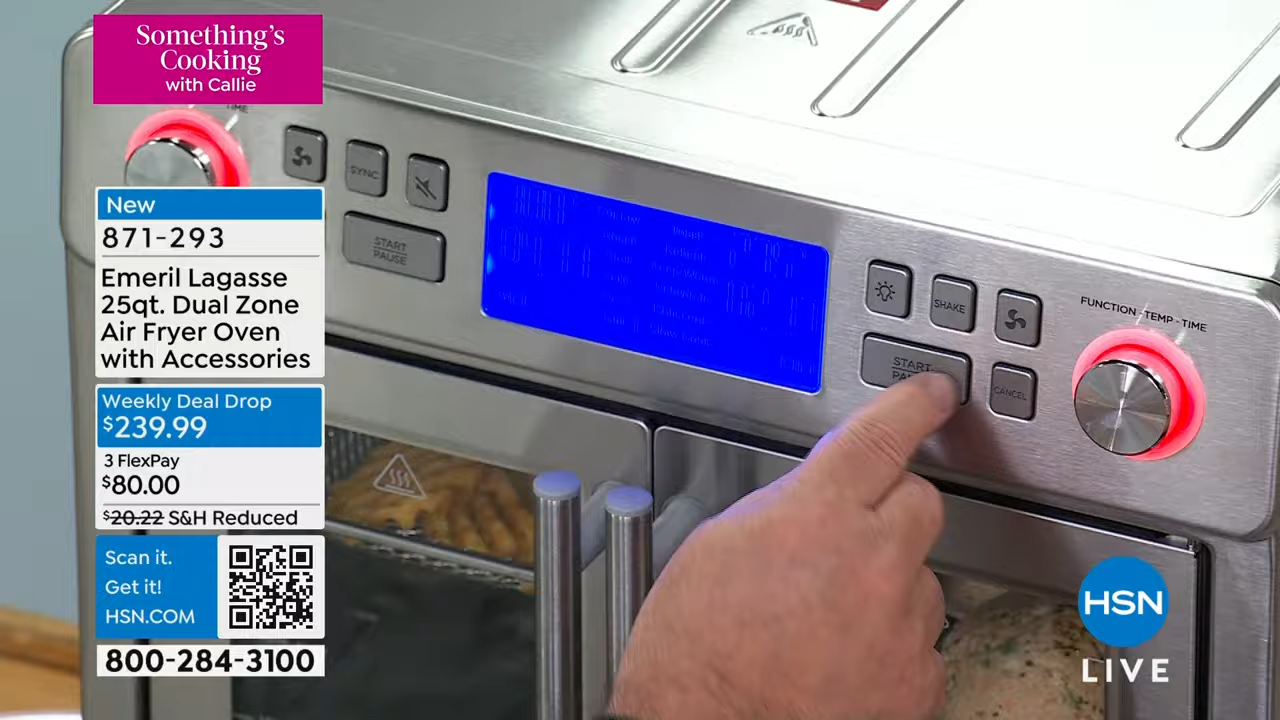 Something's
Cooking
with Callie
TIME
New
871-293
Emeril Lagasse
25qt. Dual Zone
Air Fryer Oven
with Accessories
Weekly Deal Drop
$239.99
3 FlexPay
$80.00
$20.22 S&H Reduced
Scan it.
Get it!
HSN.COM
800-284-3100
SYNC
START
PAUSE
SHAKE
START
CANCEL
FUNCTION - TEMP - TIME
HSN
LIVE